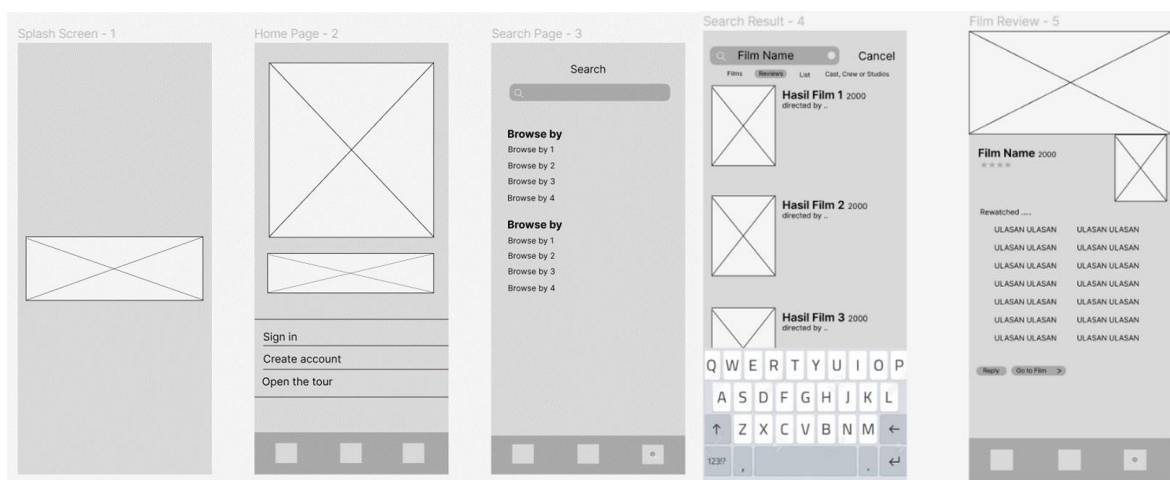 Splash Screen - 1
Home Page - 2
Sign in
Create account
Open the tour
Search Page - 3
Search
Browse by
Browse by 1
Browse by 2
Browse by 3
Browse by 4
Browse by
Browse by 1
Browse by 2
Browse by 3
Browse by 4
Search Result - 4
Film Name Cancel
Films Reviews List Cast, Crew or Studios
Hasil Film 1 2000
directed by ..
Hasil Film 2 2000
directed by ..
Hasil Film 3 2000
directed by ..
Q W E R T Y U I O P
A S D F G H J K L
Z X C V B N M
123!? , .
Film Review - 5
Film Name 2000
Rewatched .....
ULASAN ULASAN ULASAN ULASAN
ULASAN ULASAN ULASAN ULASAN
ULASAN ULASAN ULASAN ULASAN
ULASAN ULASAN ULASAN ULASAN
ULASAN ULASAN ULASAN ULASAN
ULASAN ULASAN ULASAN ULASAN
ULASAN ULASAN ULASAN ULASAN
Reply Go to Film >